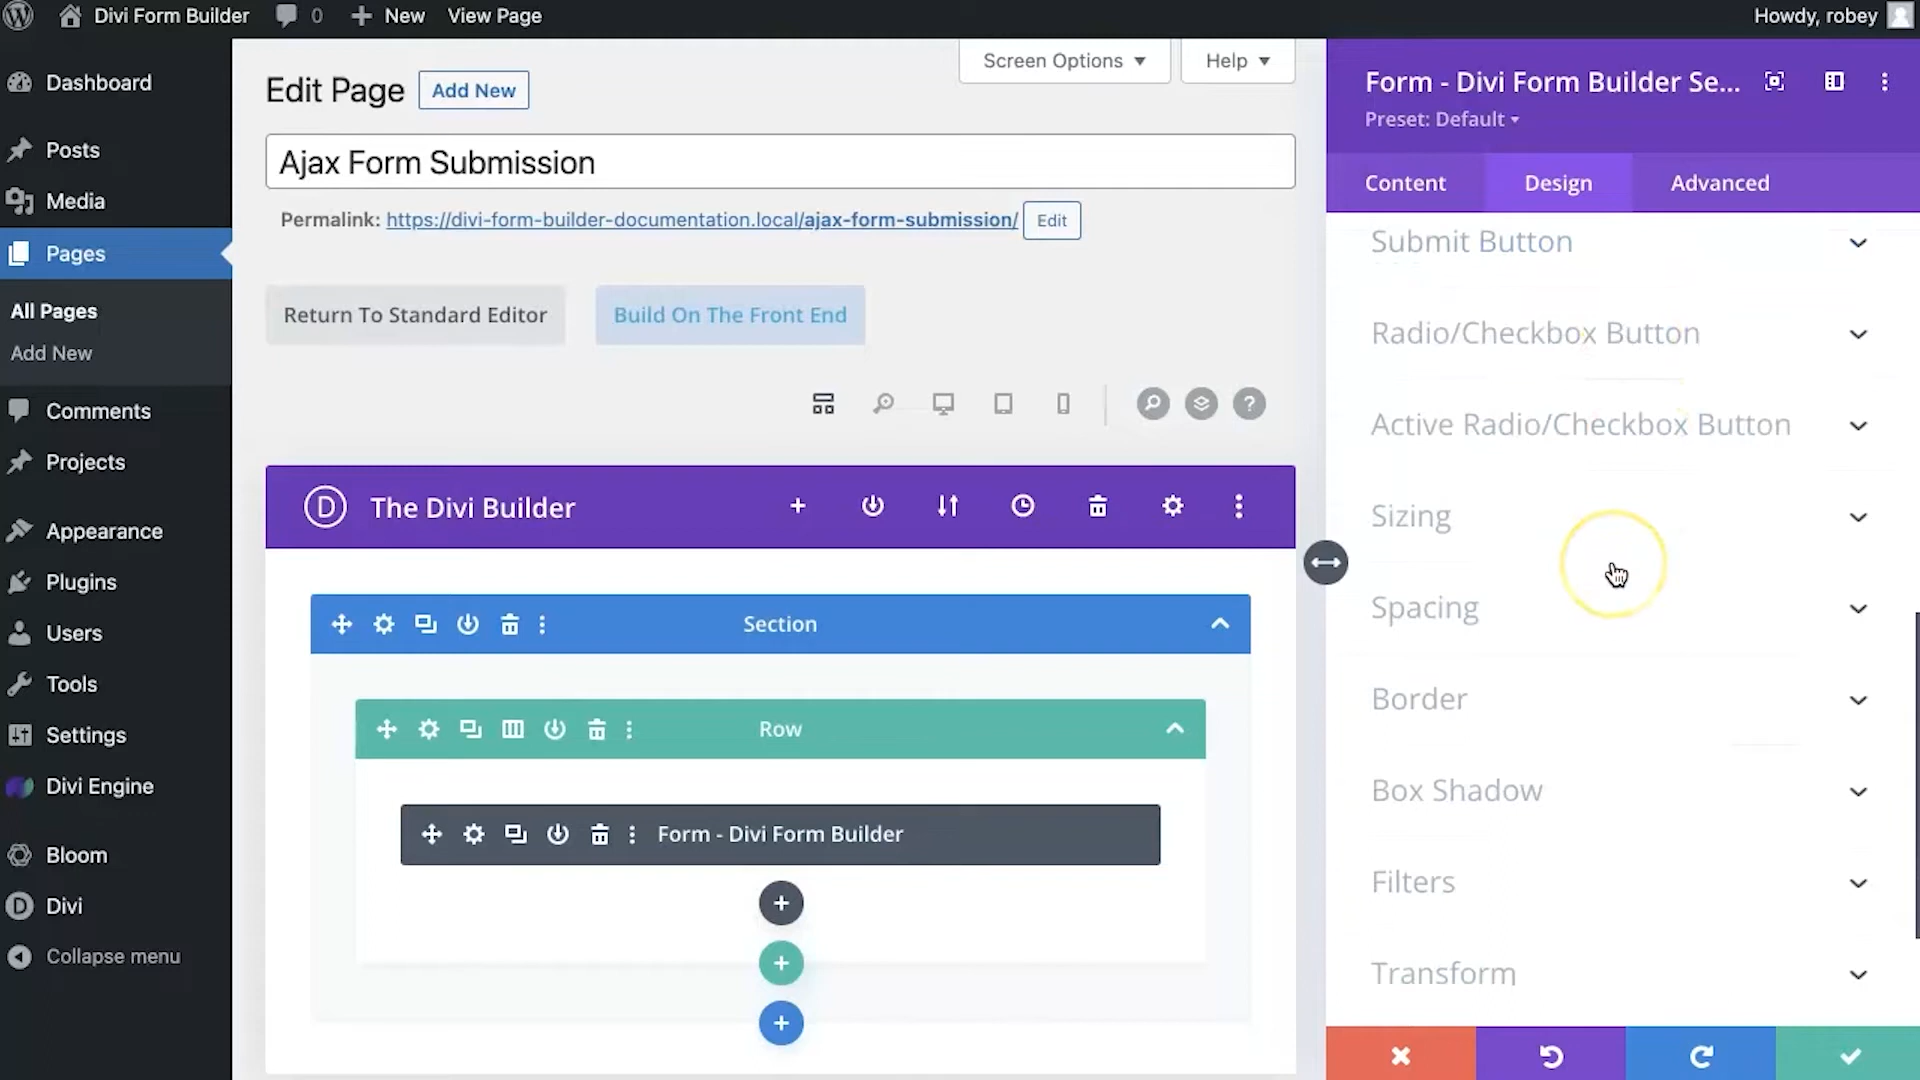 Divi Form Builder
0
New
View Page
Howdy, robey
Dashboard
Posts
Media
Pages
All Pages
Add New
Comments
Projects
Appearance
Plugins
Users
Tools
Settings
Divi Engine
Bloom
Divi
Collapse menu
Screen Options
Help
Edit Page
Add New
Ajax Form Submission
Permalink: https://divi-form-builder-documentation.local/ajax-form-submission/ Edit
Return To Standard Editor
Build On The Front End
The Divi Builder
Section
Row
Form - Divi Form Builder
Form - Divi Form Builder Se...
Preset: Default
Content
Design
Advanced
Submit Button
Radio/Checkbox Button
Active Radio/Checkbox Button
Sizing
Spacing
Border
Box Shadow
Filters
Transform